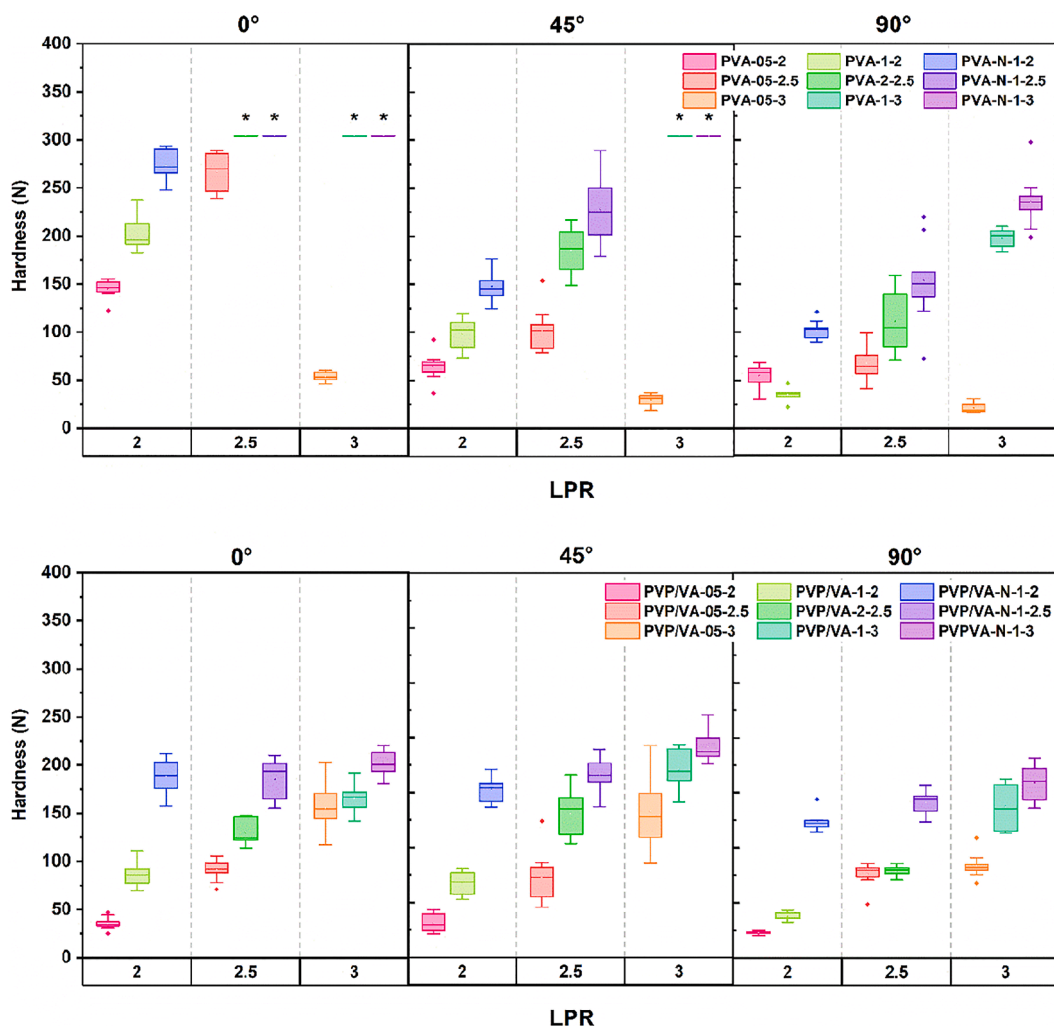 0° 45° 90°
400
350
300
250
200
150
100
50
0
Hardness (N)
PVA-05-2 PVA-1-2 PVA-N-1-2
PVA-05-2.5 PVA-2-2.5 PVA-N-1-2.5
PVA-05-3 PVA-1-3 PVA-N-1-3
* * * * * *
2 2.5 3 2 2.5 3 2 2.5 3
LPR
0° 45° 90°
400
350
300
250
200
150
100
50
0
Hardness (N)
PVP/VA-05-2 PVP/VA-1-2 PVP/VA-N-1-2
PVP/VA-05-2.5 PVP/VA-2-2.5 PVP/VA-N-1-2.5
PVP/VA-05-3 PVP/VA-1-3 PVPVA-N-1-3
2 2.5 3 2 2.5 3 2 2.5 3
LPR